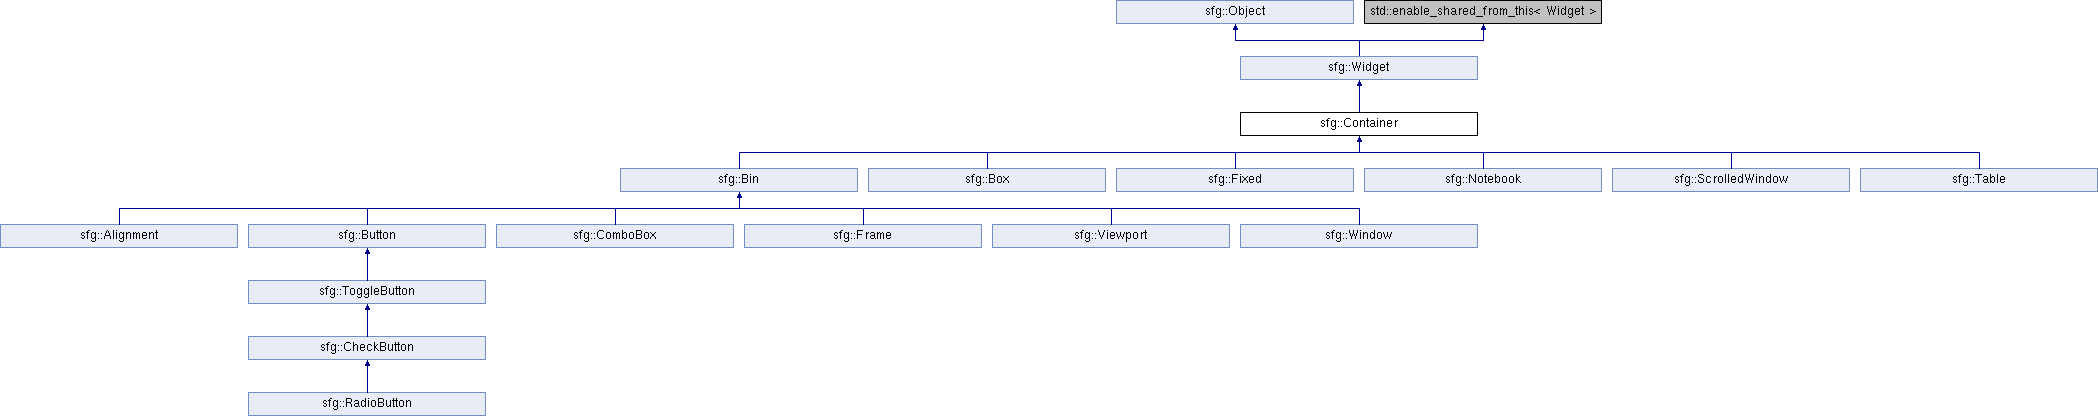 sfg::Object
std::enable_shared_from_this< Widget >
sfg::Widget
sfg::Container
sfg::Bin
sfg::Box
sfg::Fixed
sfg::Notebook
sfg::ScrolledWindow
sfg::Table
sfg::Alignment
sfg::Button
sfg::ComboBox
sfg::Frame
sfg::Viewport
sfg::Window
sfg::ToggleButton
sfg::CheckButton
sfg::RadioButton